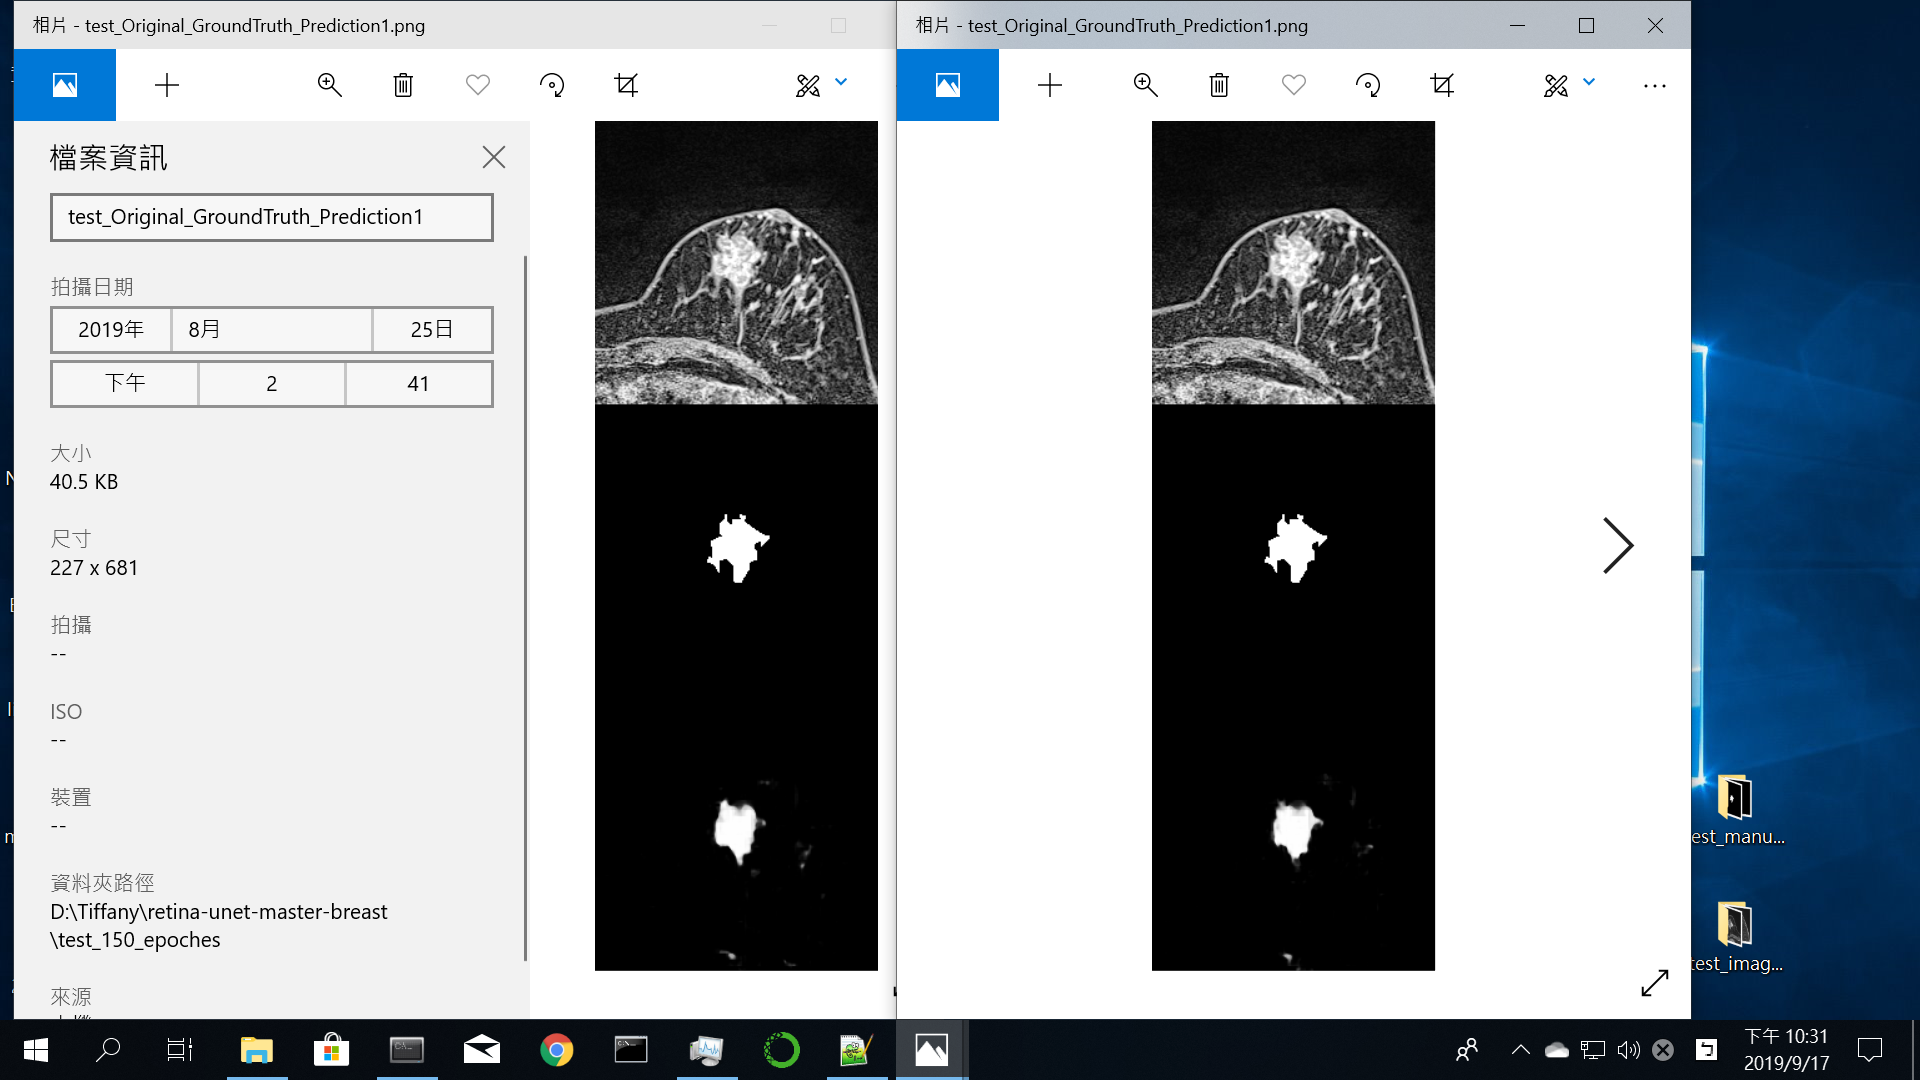 相片 - test_Original_GroundTruth_Prediction1.png
檔案資訊
test_Original_GroundTruth_Prediction1
拍攝日期
2019年 8月 25日
下午 2 41
大小
40.5 KB
尺寸
227 x 681
拍攝
--
ISO
--
裝置
--
資料夾路徑
D:\Tiffany\retina-unet-master-breast
\test_150_epoches
來源
相片 - test_Original_GroundTruth_Prediction1.png
est_manu...
test_imag...
下午 10:31
2019/9/17